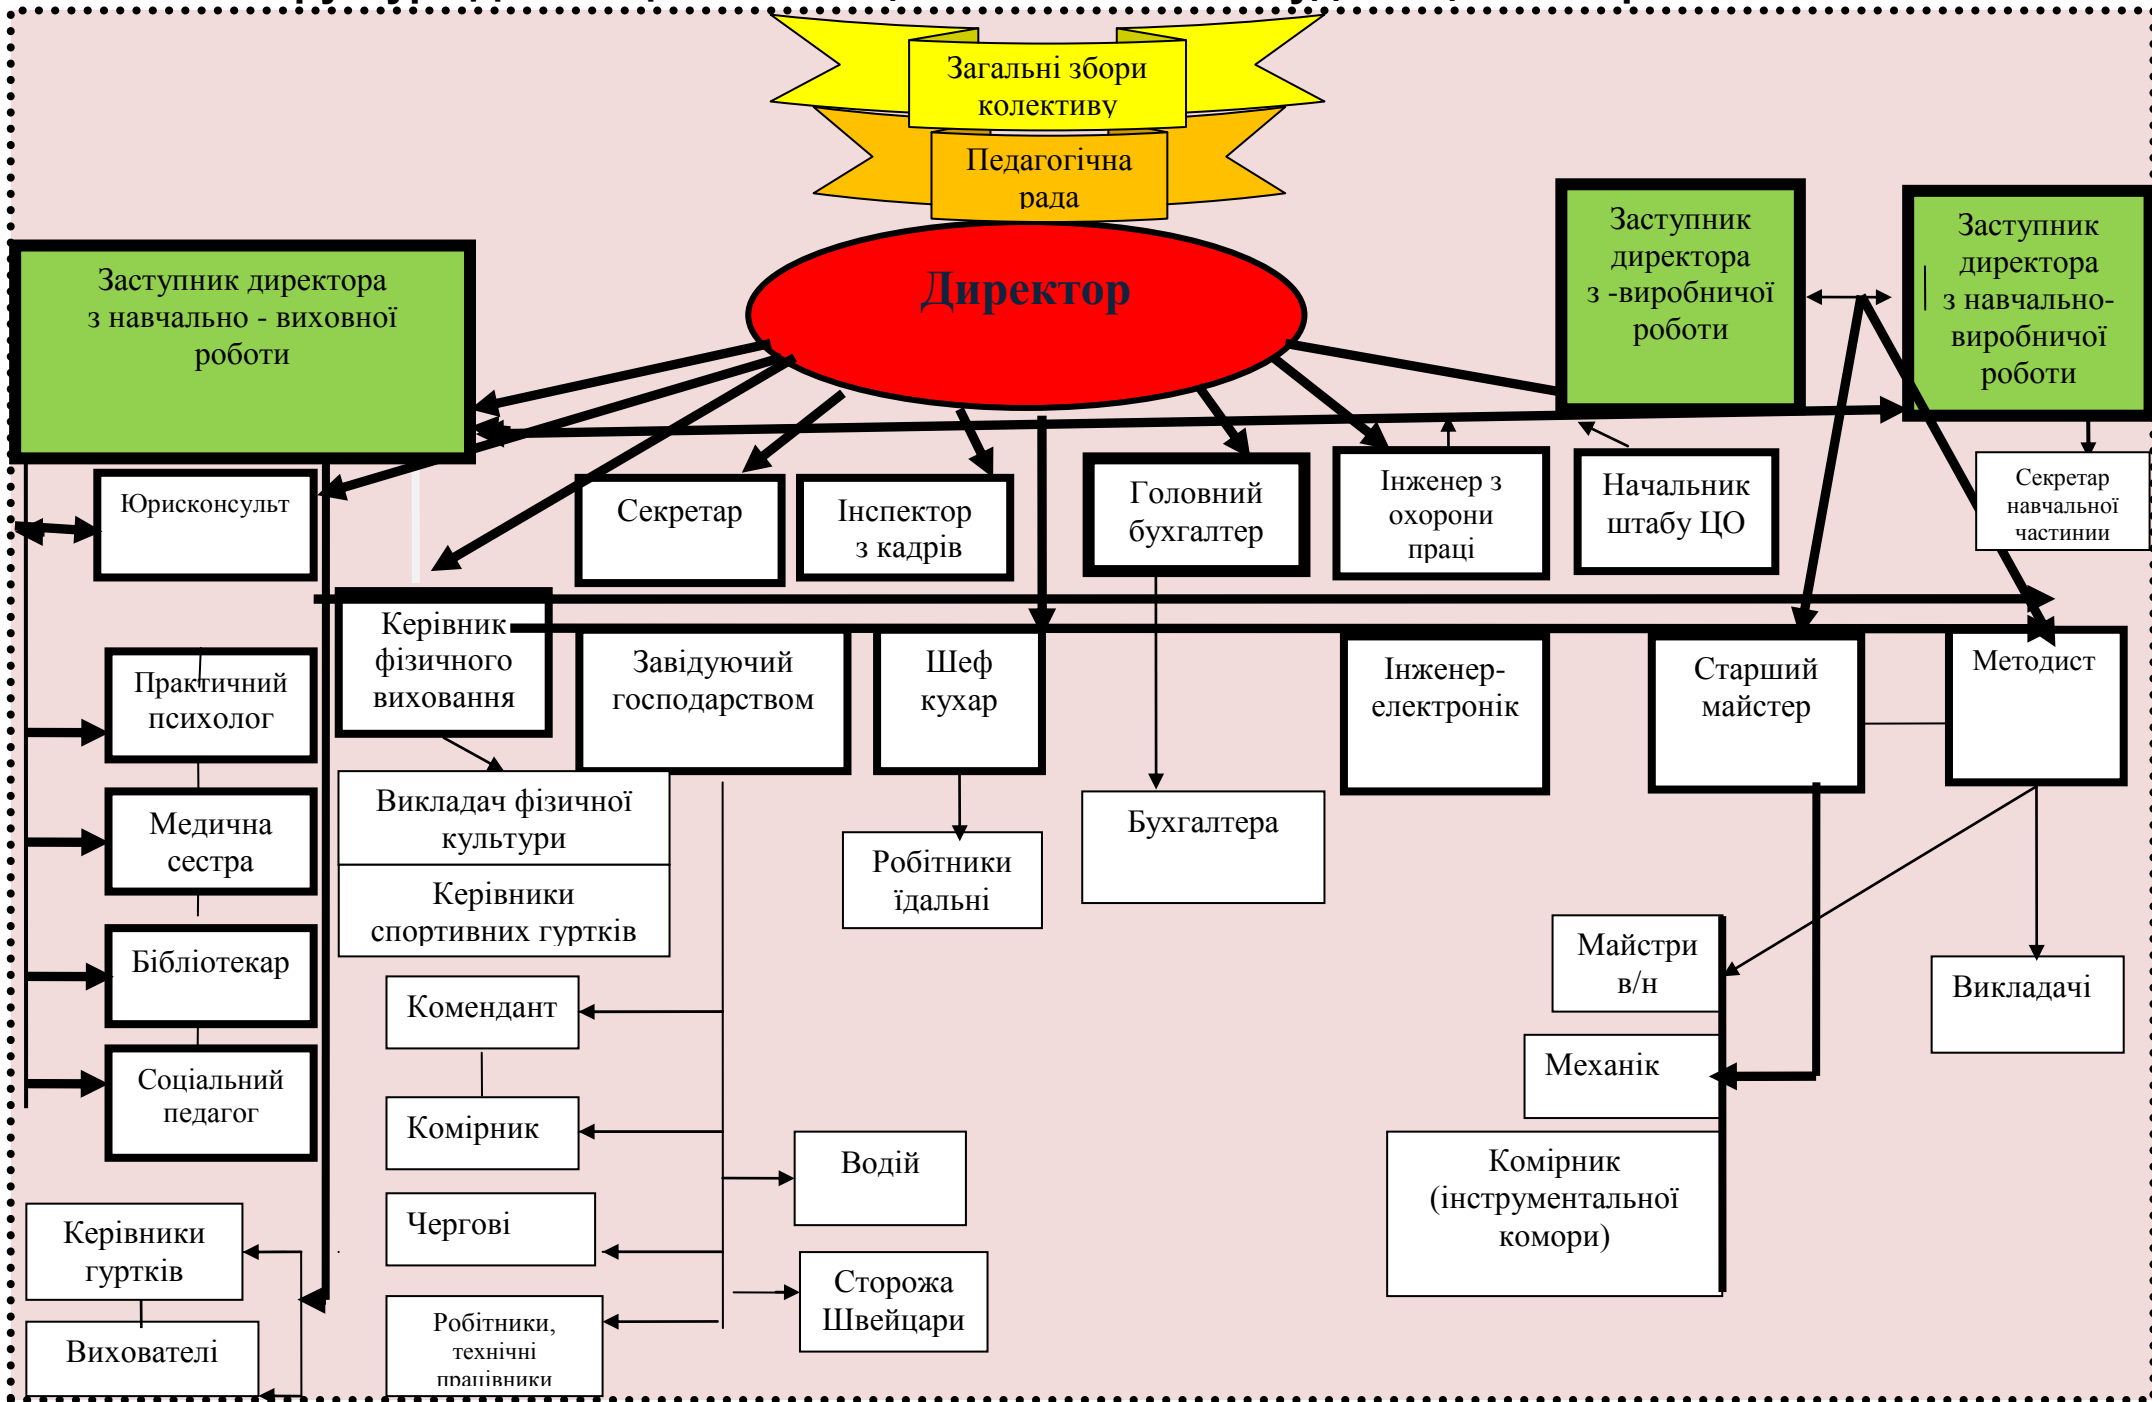 Загальні збори
колективу
Педагогічна
рада
Директор
Заступник директора
з навчально - виховної
роботи
Заступник
директора
з -виробничої
роботи
Заступник
директора
з навчально-
виробничої
роботи
Юрисконсульт
Секретар
Інспектор
з кадрів
Головний
бухгалтер
Інженер з
охорони
праці
Начальник
штабу ЦО
Секретар
навчальної
частинии
Керівник
фізичного
виховання
Завідуючий
господарством
Шеф
кухар
Інженер-
електронік
Старший
майстер
Методист
Практичний
психолог
Медична
сестра
Бібліотекар
Соціальний
педагог
Викладач фізичної
культури
Керівники
спортивних гуртків
Робітники
їдальні
Бухгалтера
Майстри
в/н
Викладачі
Комендант
Механік
Комірник
Водій
Комірник
(інструментальної
комори)
Чергові
Керівники
гуртків
Сторожа
Швейцари
Робітники,
технічні
працівники
Вихователі